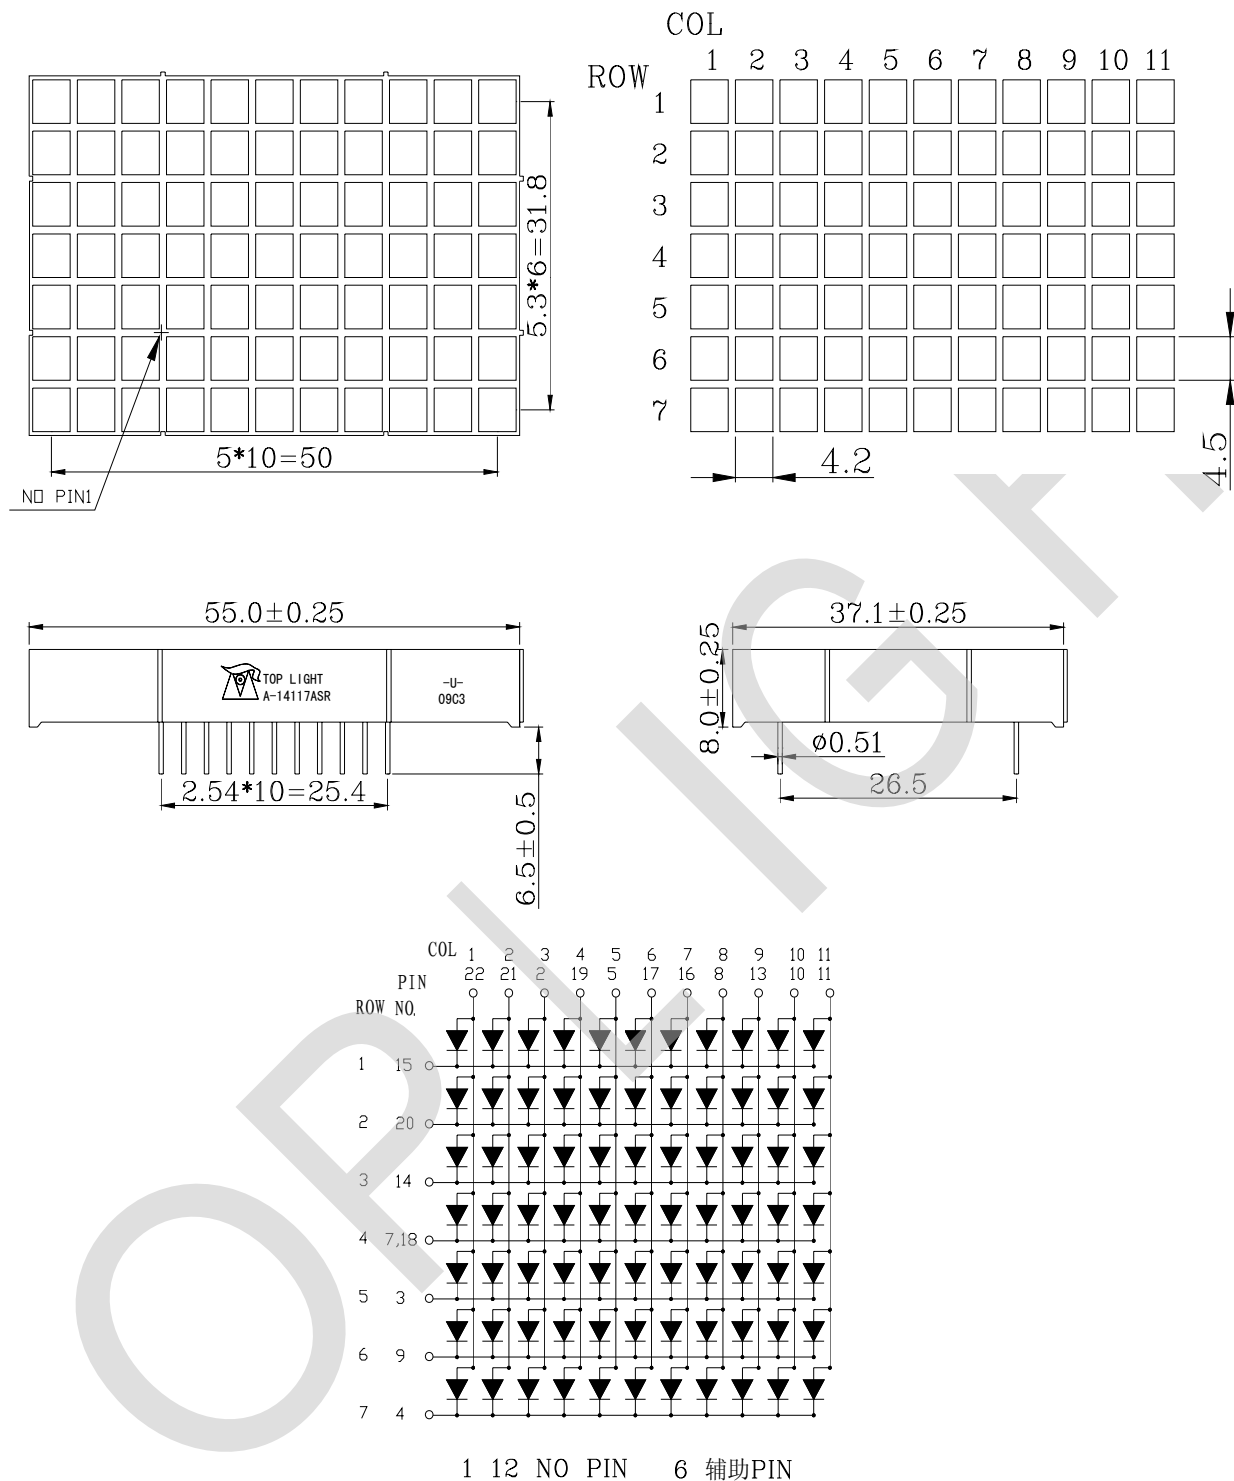 COL
1 2 3 4 5 6 7 8 9 10 11
ROW
1
2
3
4
5
6
7
5.3*6=31.8
5*10=50
NO PIN1
4.2
4.5
55.0±0.25
TOP LIGHT
A-14117ASR
-U-
09C3
2.54*10=25.4
6.5±0.5
37.1±0.25
8.0±0.25
ø0.51
26.5
COL 1 2 3 4 5 6 7 8 9 10 11
PIN 22 21 2 19 5 17 16 8 13 10 11
ROW NO.
1 15
2 20
3 14
4 7,18
5 3
6 9
7 4
1 12 NO PIN 6 辅助PIN
OPLIGH